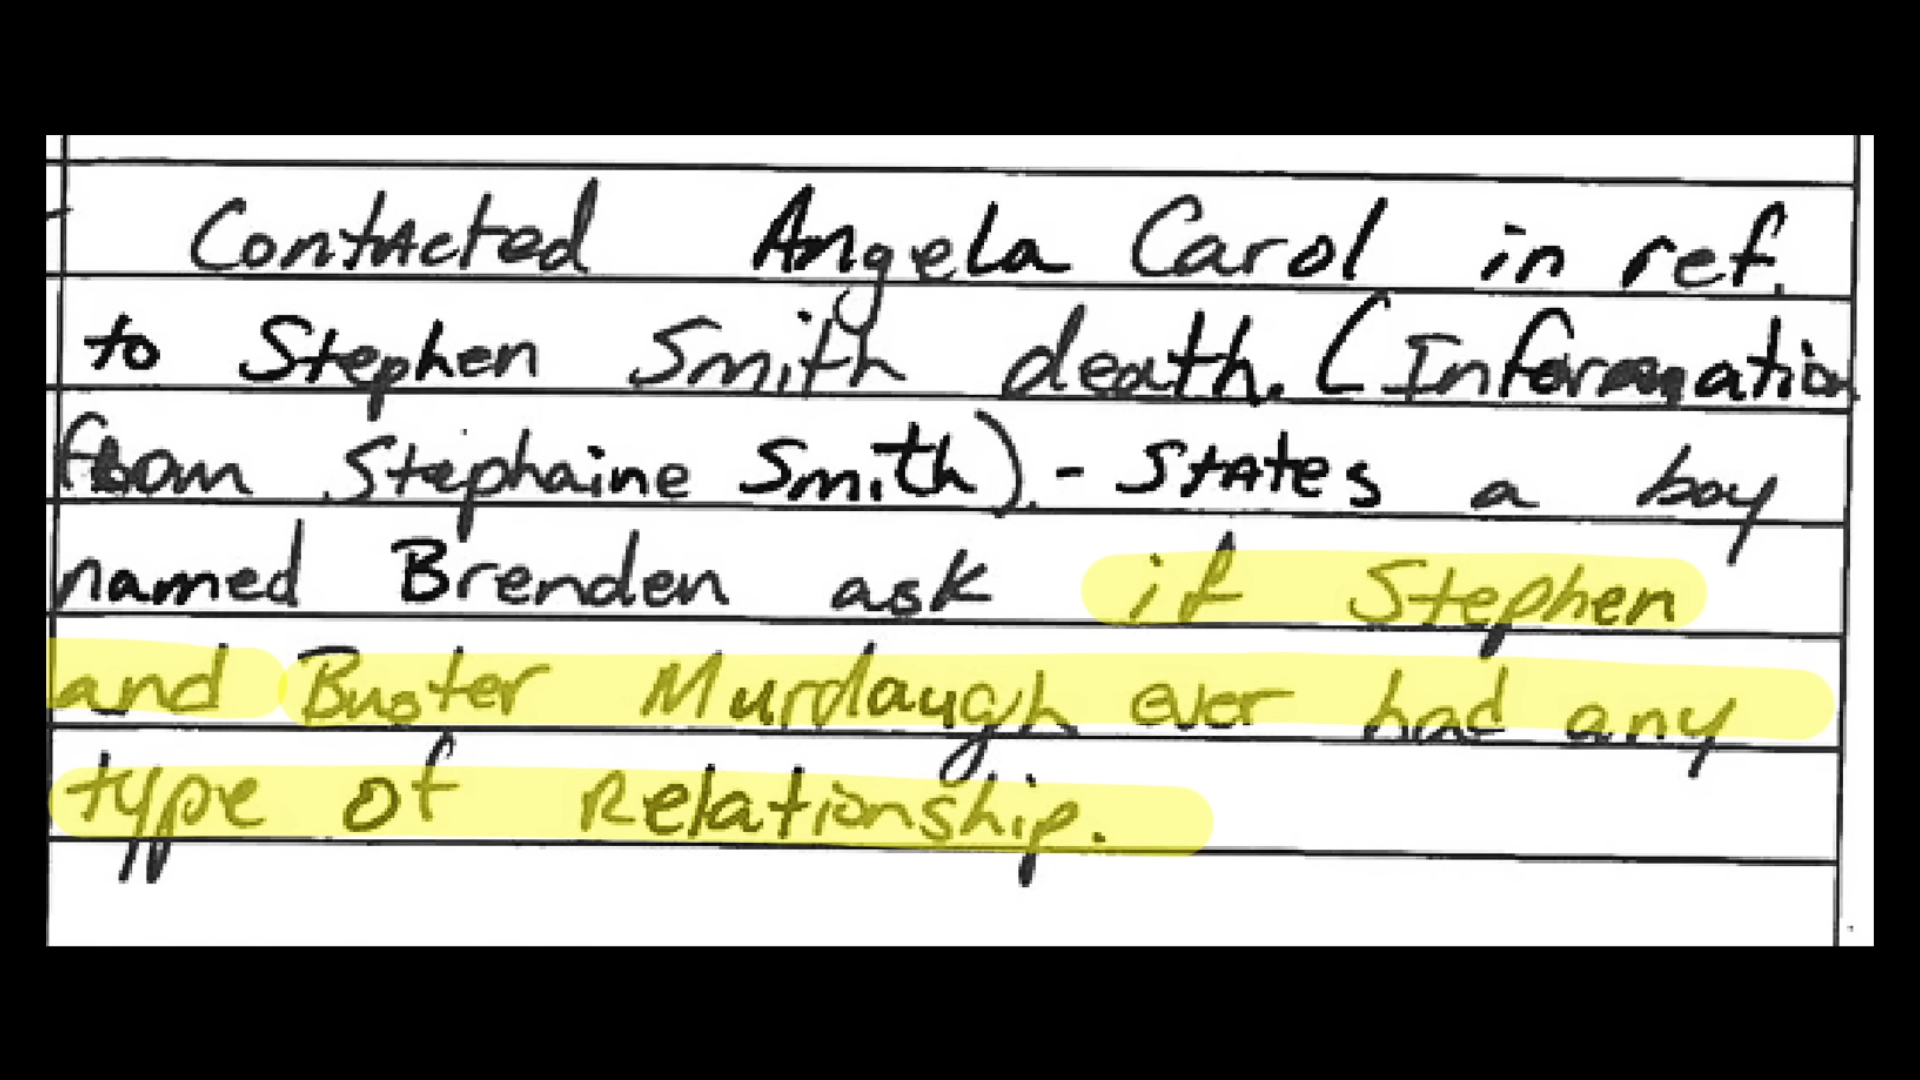 - Contacted Angela Carol in ref.
to Stephen Smith death. (Information
from Stephaine Smith). - States a boy
named Brenden ask if Stephen
and Buster Murdaugh ever had any
type of Relationship.